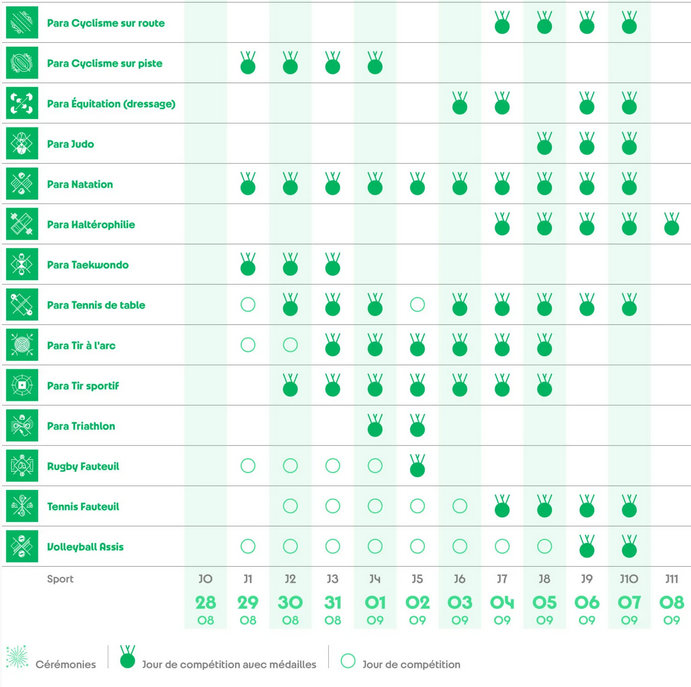 Para Cyclisme sur route
Para Cyclisme sur piste
Para Équitation (dressage)
Para Judo
Para Natation
Para Haltérophilie
Para Taekwondo
Para Tennis de table
Para Tir à l'arc
Para Tir sportif
Para Triathlon
Rugby Fauteuil
Tennis Fauteuil
Volleyball Assis
Sport J0 J1 J2 J3 J4 J5 J6 J7 J8 J9 J10 J11
28 29 30 31 01 02 03 04 05 06 07 08
08 08 08 08 09 09 09 09 09 09 09 09
Cérémonies Jour de compétition avec médailles Jour de compétition